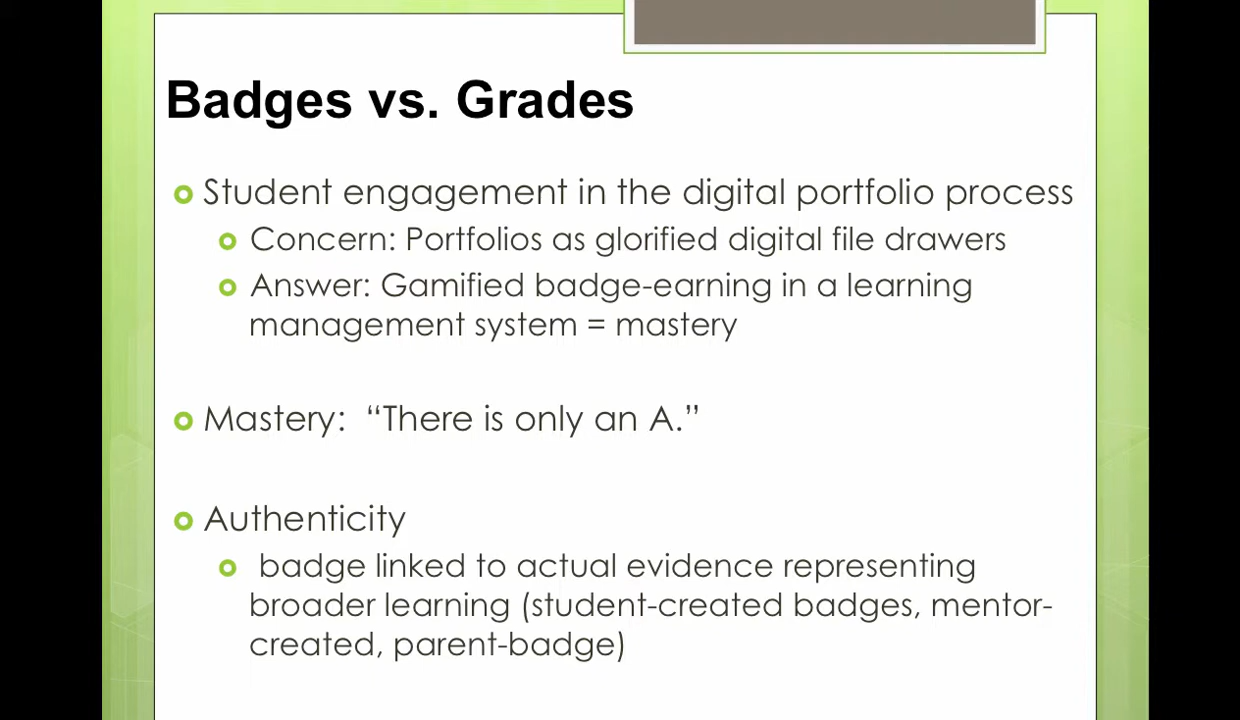 Badges vs. Grades
Student engagement in the digital portfolio process
Concern: Portfolios as glorified digital file drawers
Answer: Gamified badge-earning in a learning
management system = mastery
Mastery:  “There is only an A.”
Authenticity
badge linked to actual evidence representing
broader learning (student-created badges, mentor-
created, parent-badge)